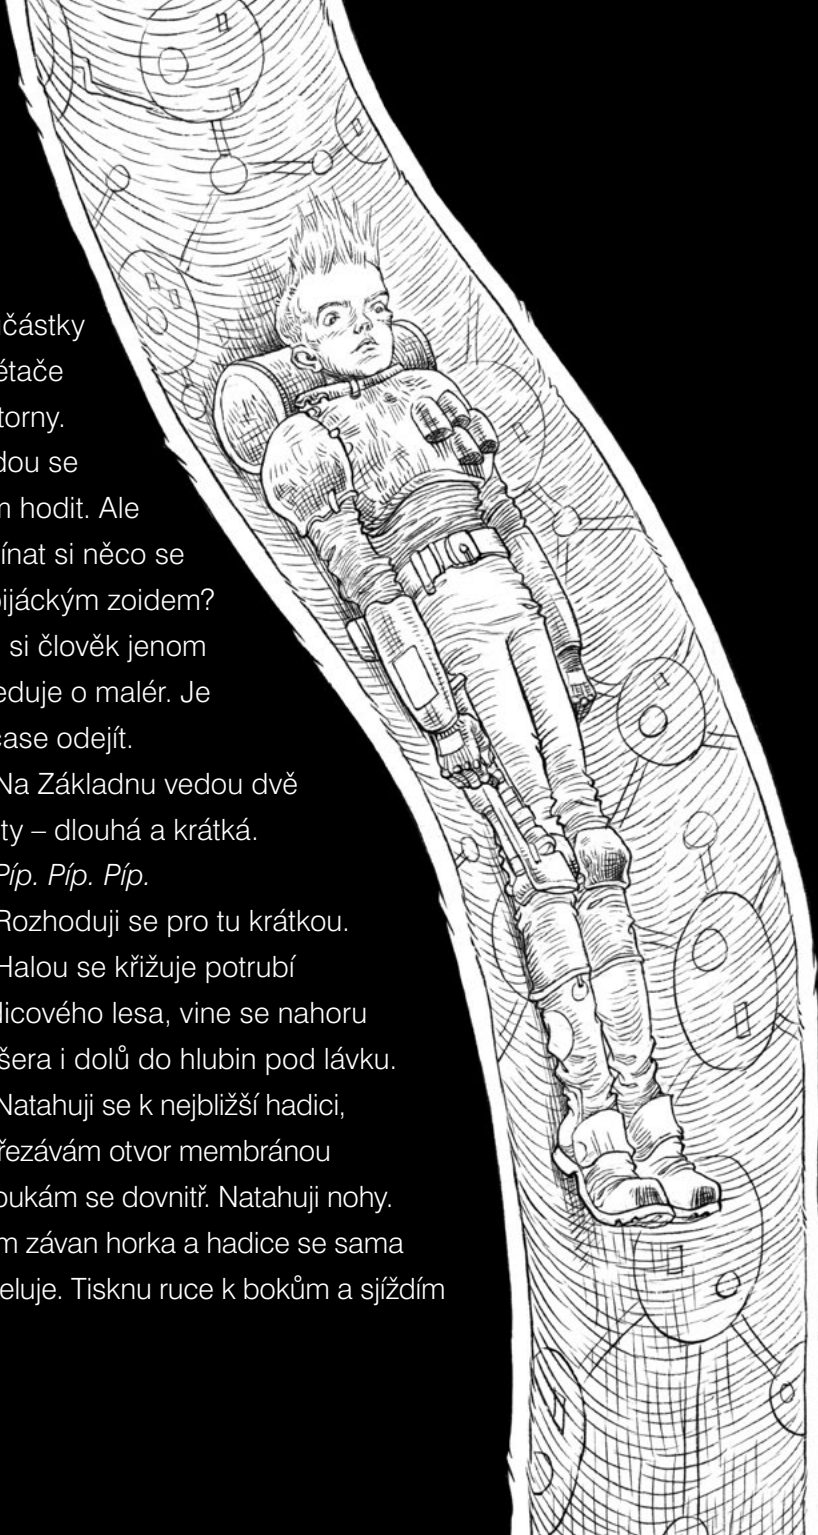 částky
étače
torny.
dou se
m hodit. Ale
ínat si něco se
bijáckým zoidem?
si člověk jenom
eduje o malér. Je
čase odejít.
Na Základnu vedou dvě
ty – dlouhá a krátká.
Píp. Píp. Píp.
Rozhoduji se pro tu krátkou.
Halou se křižuje potrubí
dicového lesa, vine se nahoru
šera i dolů do hlubin pod lávku.
Natahuji se k nejbližší hadici,
řezávám otvor membránou
oukám se dovnitř. Natahuji nohy.
m závan horka a hadice se sama
eluje. Tisknu ruce k bokům a sjíždím